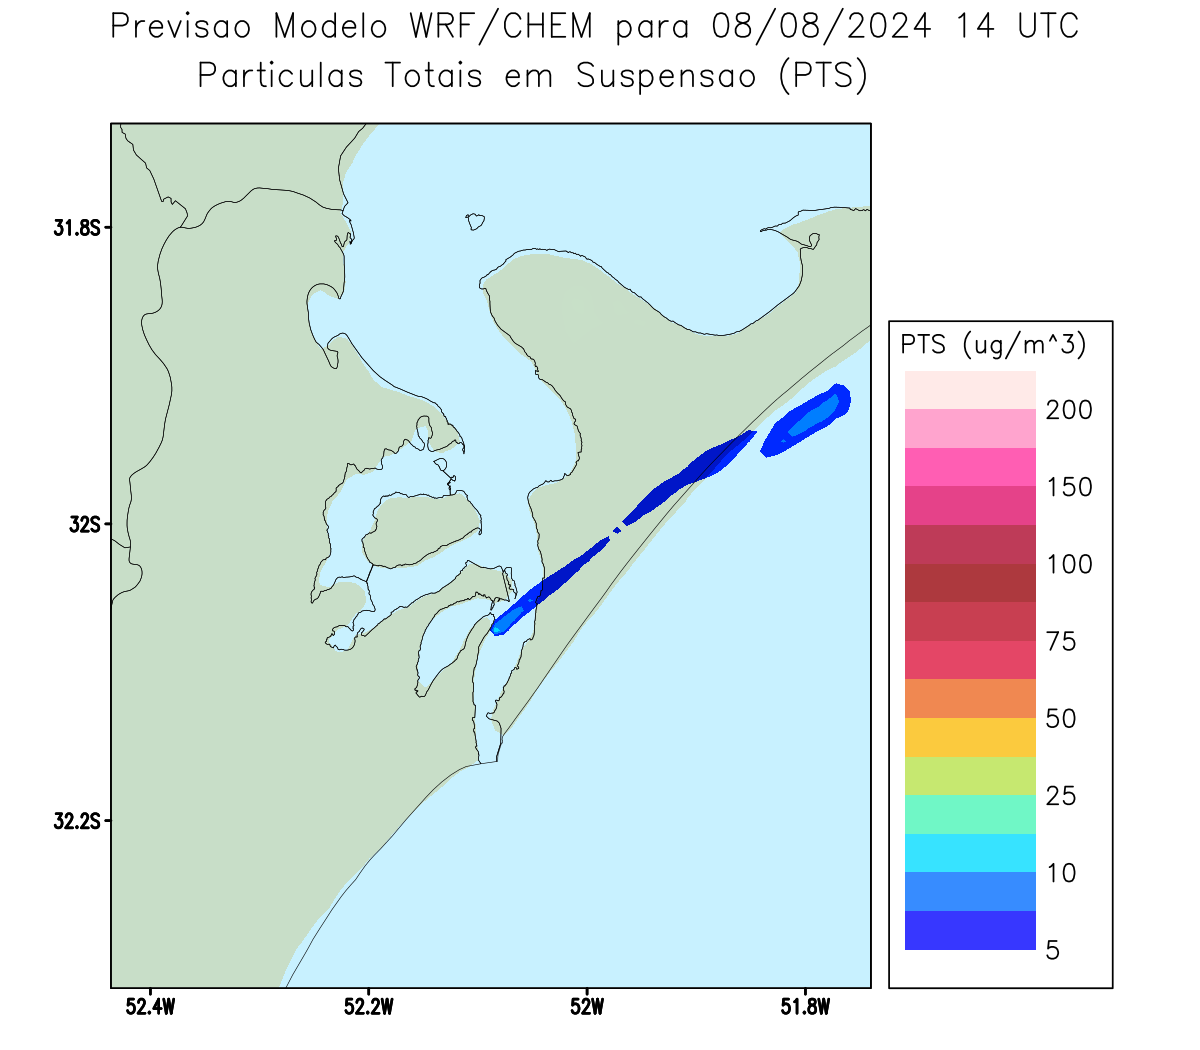 Previsao Modelo WRF/CHEM para 08/08/2024 14 UTC
Particulas Totais em Suspensao (PTS)
31.8S
32S
32.2S
52.4W
52.2W
52W
51.8W
PTS (ug/m^3)
200
150
100
75
50
25
10
5